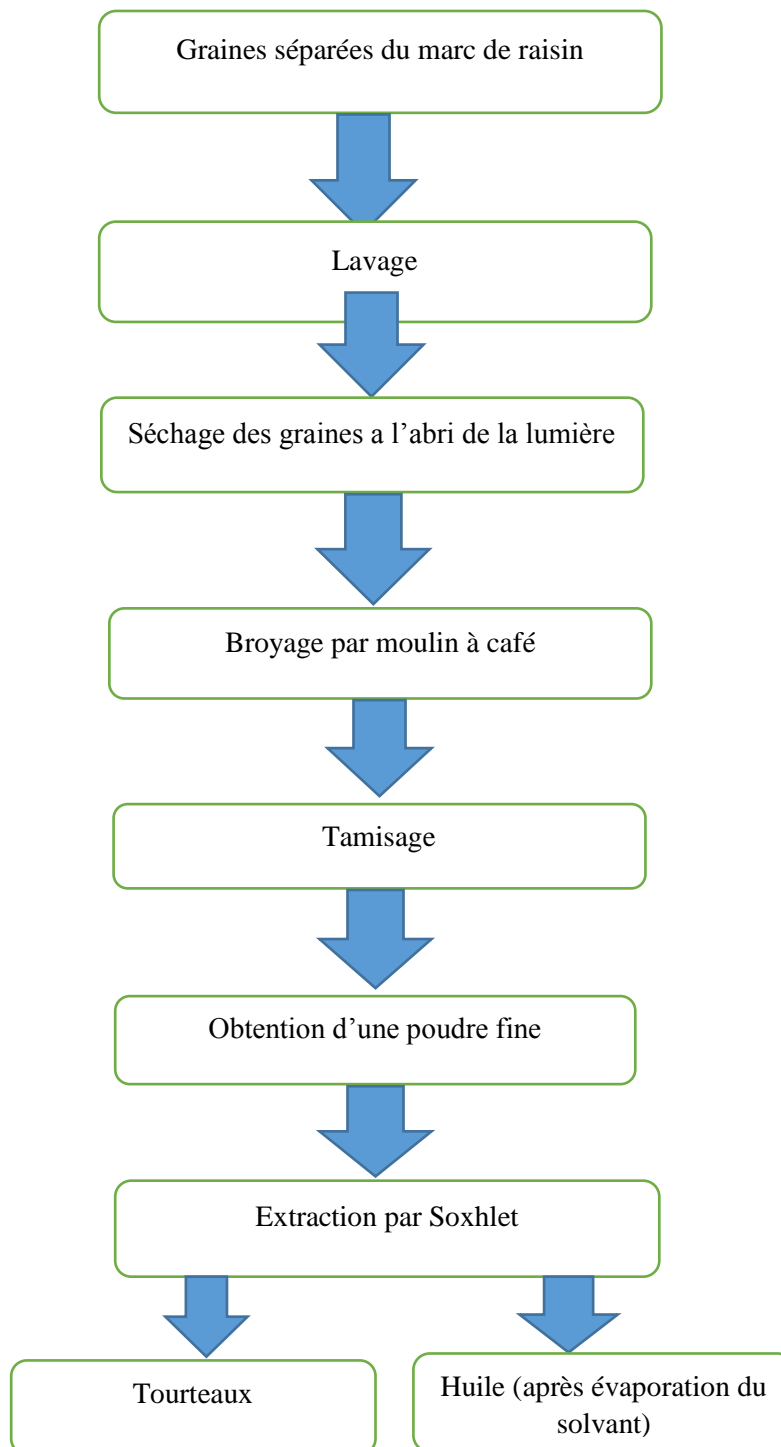 Graines séparées du marc de raisin
Lavage
Séchage des graines a l’abri de la lumière
Broyage par moulin à café
Tamisage
Obtention d’une poudre fine
Extraction par Soxhlet
Tourteaux
Huile (après évaporation du
solvant)